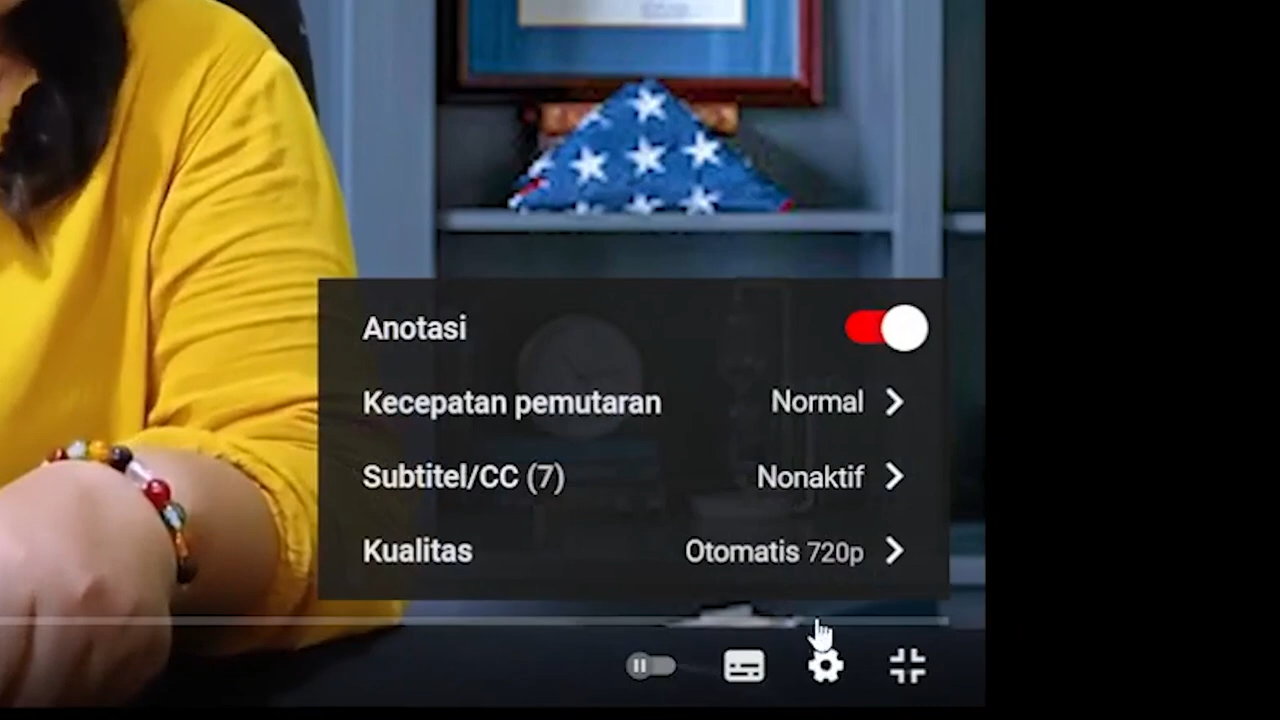 Anotasi
Kecepatan pemutaran Normal
Subtitel/CC (7) Nonaktif
Kualitas Otomatis 720p